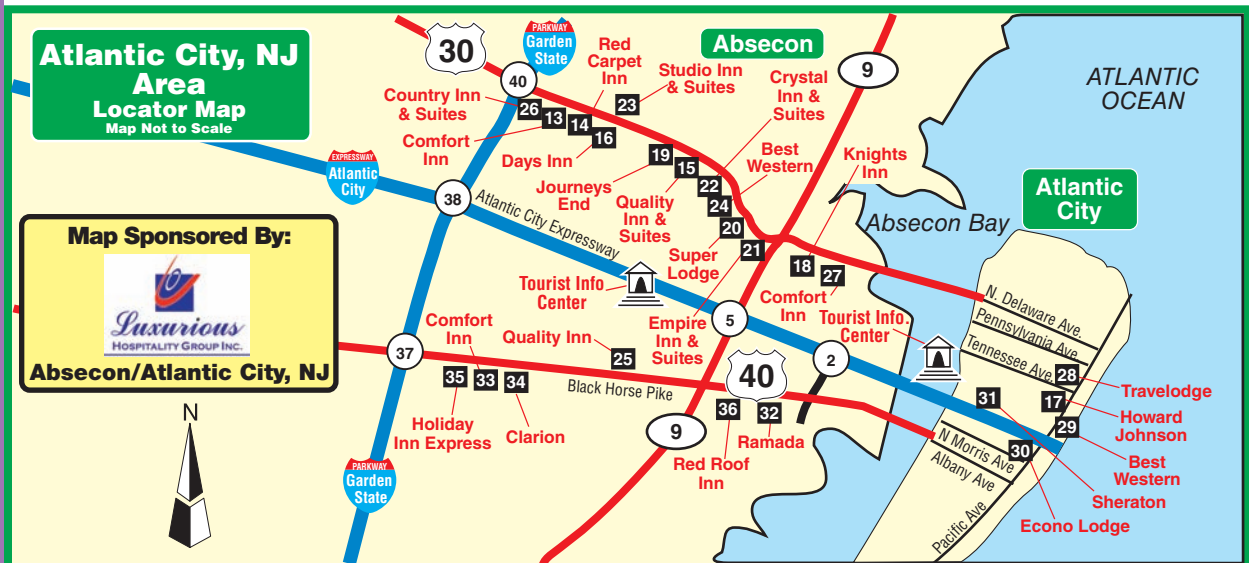 Atlantic City, NJ
Area
Locator Map
Map Not to Scale
30
PARKWAY
Garden
State
40
Red
Carpet
Inn
Studio Inn
& Suites
23
Absecon
Crystal
Inn &
Suites
9
ATLANTIC
OCEAN
Country Inn
& Suites
26
13
14
16
Comfort
Inn
Days Inn
EXPRESSWAY
Atlantic
City
38
Atlantic City Expressway
19
15
22
24
20
21
Journeys
End
Quality
Inn &
Suites
Super
Lodge
Best
Western
Knights
Inn
Absecon Bay
Atlantic
City
18
27
Comfort
Inn
Empire
Inn &
Suites
Tourist Info
Center
5
Tourist Info.
Center
2
N. Delaware Ave.
Pennsylvania Ave.
Tennessee Ave.
Map Sponsored By:
Luxurious
HOSPITALITY GROUP INC.
Absecon/Atlantic City, NJ
37
Comfort
Inn
Quality Inn
25
35
33
34
Holiday
Inn Express
Clarion
Black Horse Pike
40
9
36
32
Red Roof
Inn
Ramada
28
Travelodge
31
17
Howard
Johnson
29
Best
Western
30
Sheraton
Econo Lodge
N Morris Ave
Albany Ave
Pacific Ave
N
PARKWAY
Garden
State